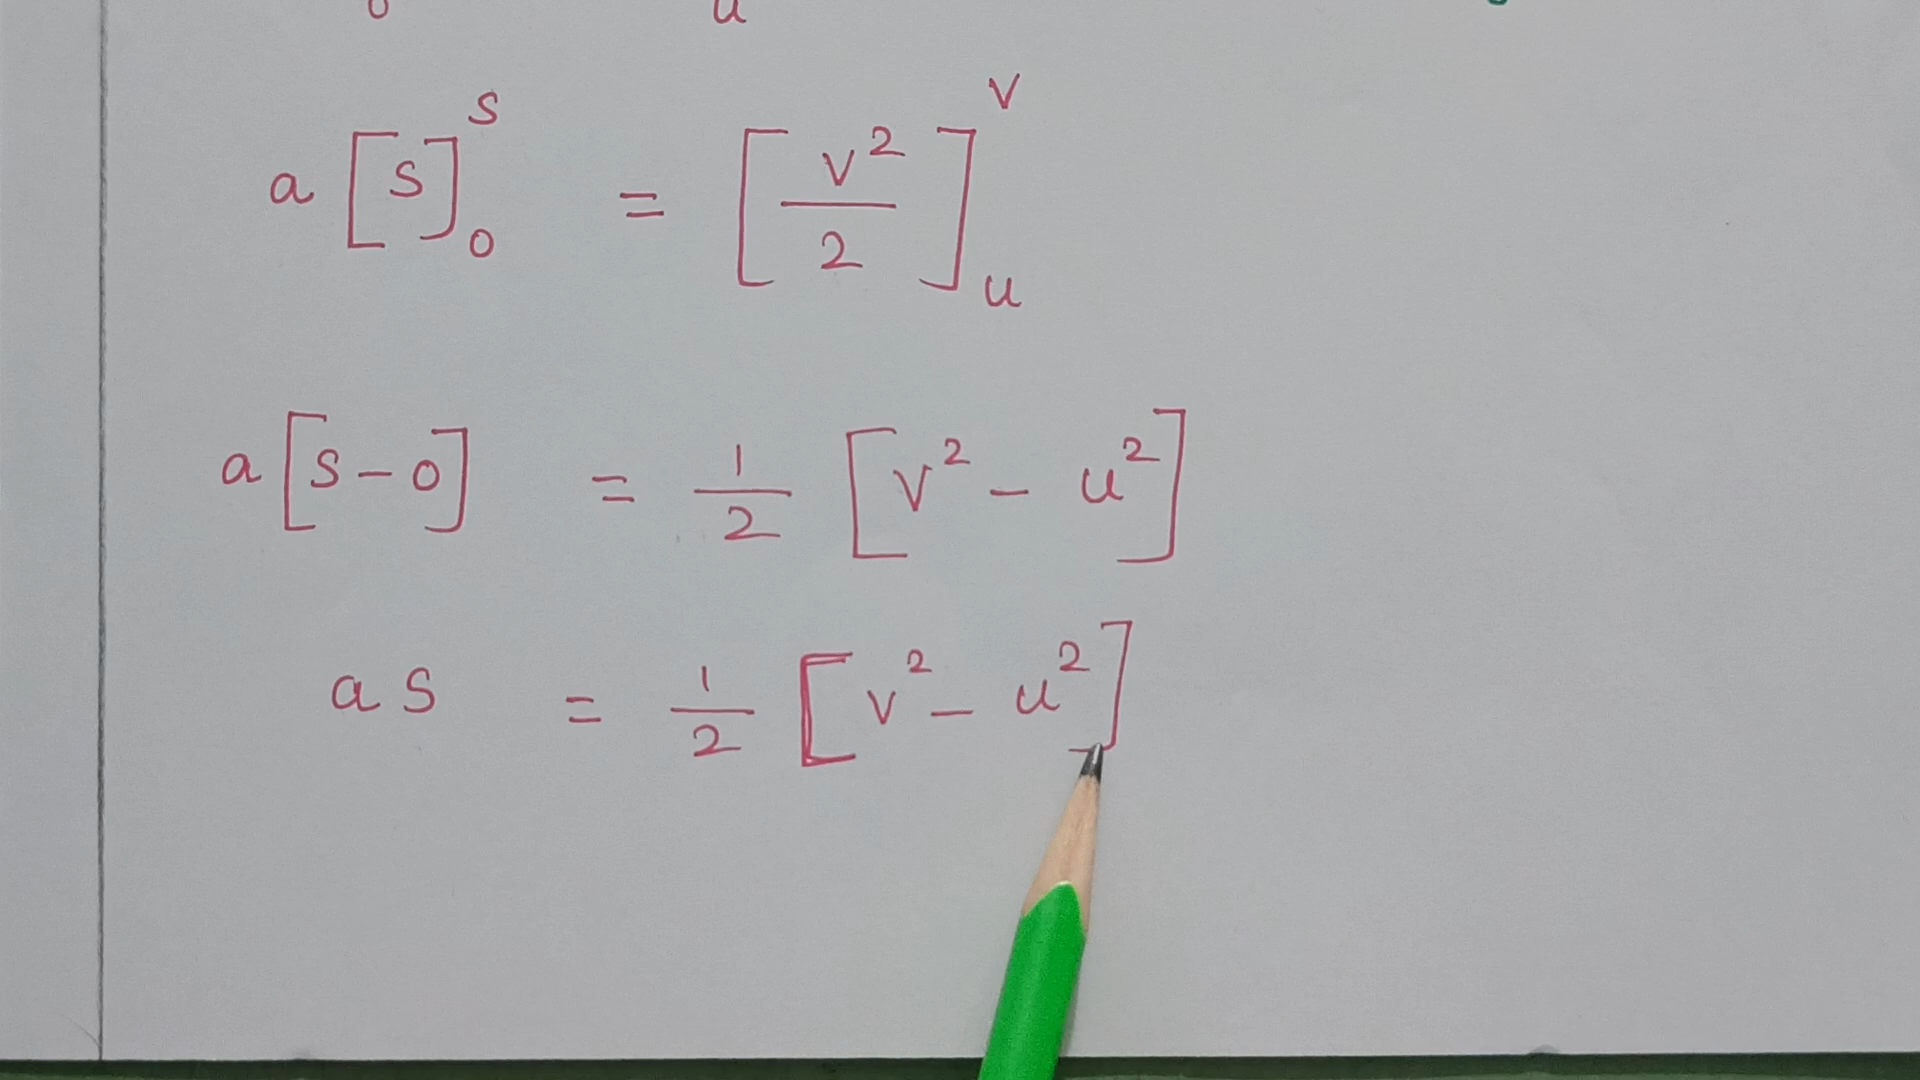 a [s]₀ˢ = [v²/2]ᵤᵛ
a [s - 0] = 1/2 [v² - u²]
a s = 1/2 [v² - u²]